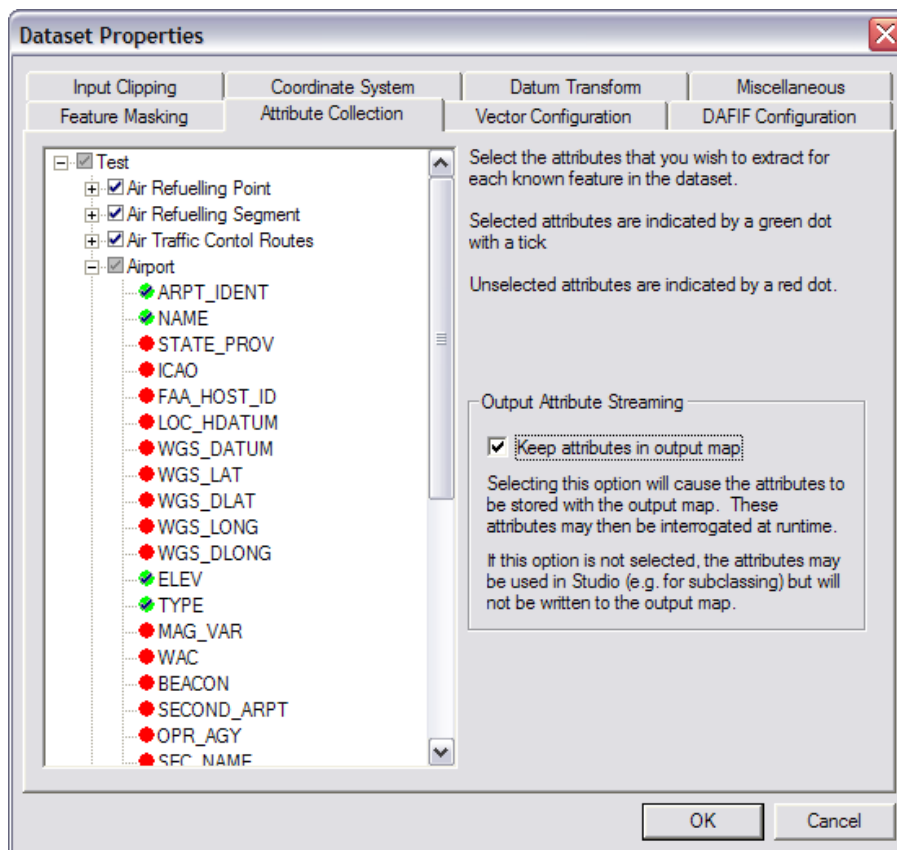 Dataset Properties
Input Clipping
Coordinate System
Datum Transform
Miscellaneous
Feature Masking
Attribute Collection
Vector Configuration
DAFIF Configuration
Test
Air Refuelling Point
Air Refuelling Segment
Air Traffic Contol Routes
Airport
ARPT_IDENT
NAME
STATE_PROV
ICAO
FAA_HOST_ID
LOC_HDATUM
WGS_DATUM
WGS_LAT
WGS_DLAT
WGS_LONG
WGS_DLONG
ELEV
TYPE
MAG_VAR
WAC
BEACON
SECOND_ARPT
OPR_AGY
SEC_NAME
Select the attributes that you wish to extract for
each known feature in the dataset.
Selected attributes are indicated by a green dot
with a tick
Unselected attributes are indicated by a red dot.
Output Attribute Streaming
Keep attributes in output map
Selecting this option will cause the attributes to
be stored with the output map. These
attributes may then be interrogated at runtime.
If this option is not selected, the attributes may
be used in Studio (e.g. for subclassing) but will
not be written to the output map.
OK
Cancel